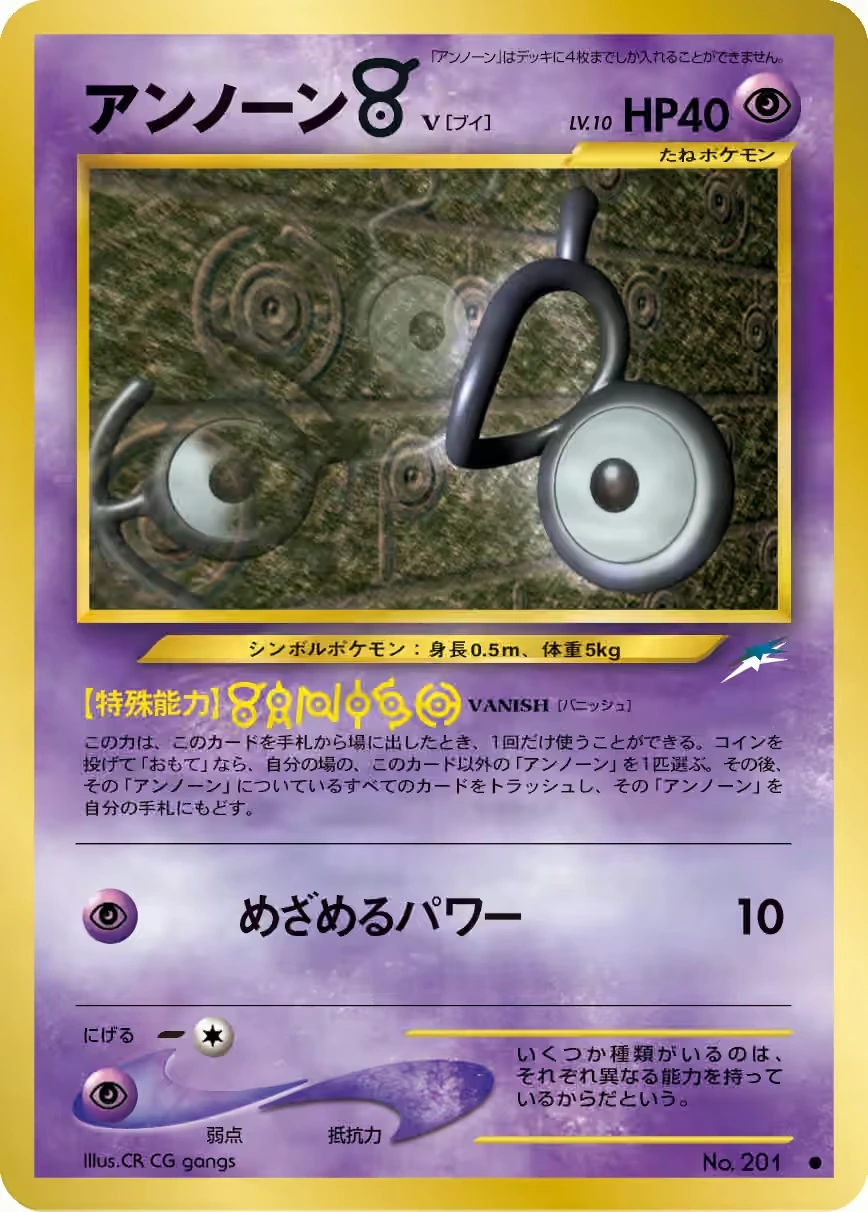 「アンノーン」はデッキに4枚までしか入れることができません。
アンノーン V [ブイ] LV.10 HP40
たねポケモン
シンボルポケモン：身長0.5m、体重5kg
【特殊能力】VANISH [バニッシュ]
この力は、このカードを手札から場に出したとき、1回だけ使うことができる。コインを
投げて「おもて」なら、自分の場の、このカード以外の「アンノーン」を1匹選ぶ。その後、
その「アンノーン」についているすべてのカードをトラッシュし、その「アンノーン」を
自分の手札にもどす。
めざめるパワー 10
にげる
いくつか種類がいるのは、
それぞれ異なる能力を持って
いるからだという。
弱点 抵抗力
Illus.CR CG gangs No. 201